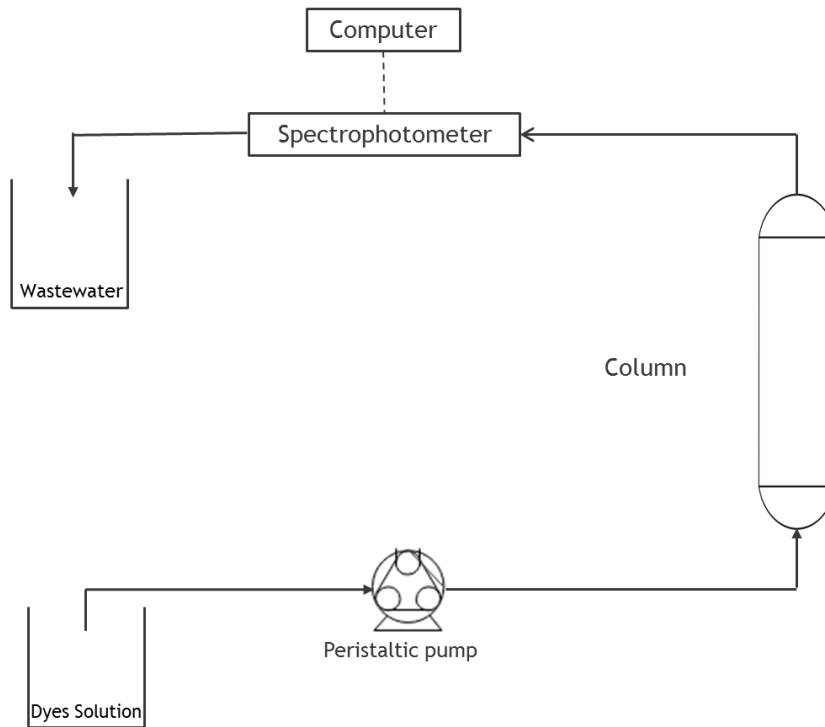 Computer
Spectrophotometer
Wastewater
Column
Peristaltic pump
Dyes Solution